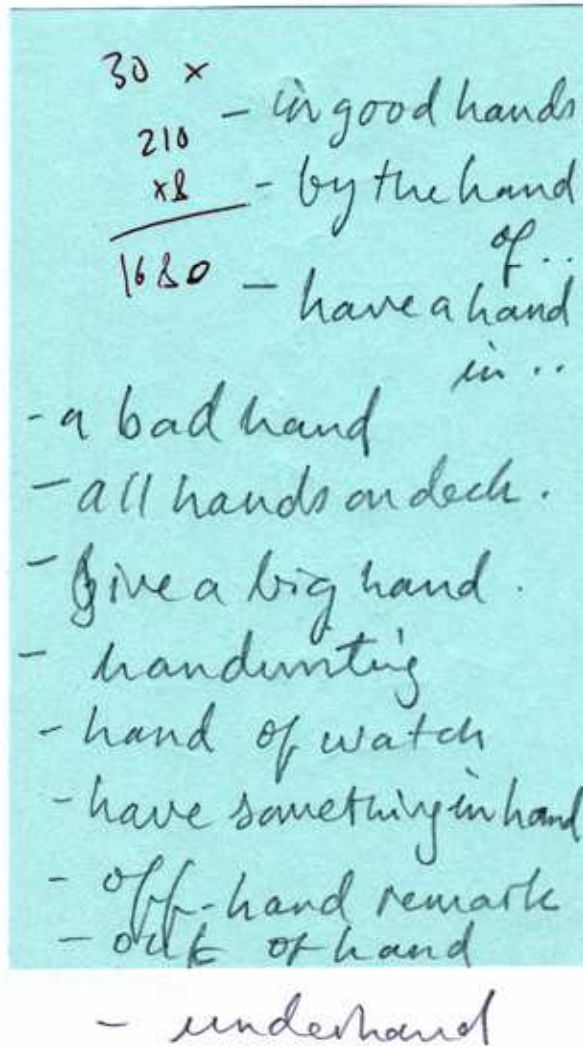 30 x
210
x8
1680
- in good hands
- by the hand
of ..
- have a hand
in ..
- a bad hand
- all hands on deck.
- give a big hand.
- handwriting
- hand of watch
- have something in hand
- off-hand remark
- out of hand
- underhand